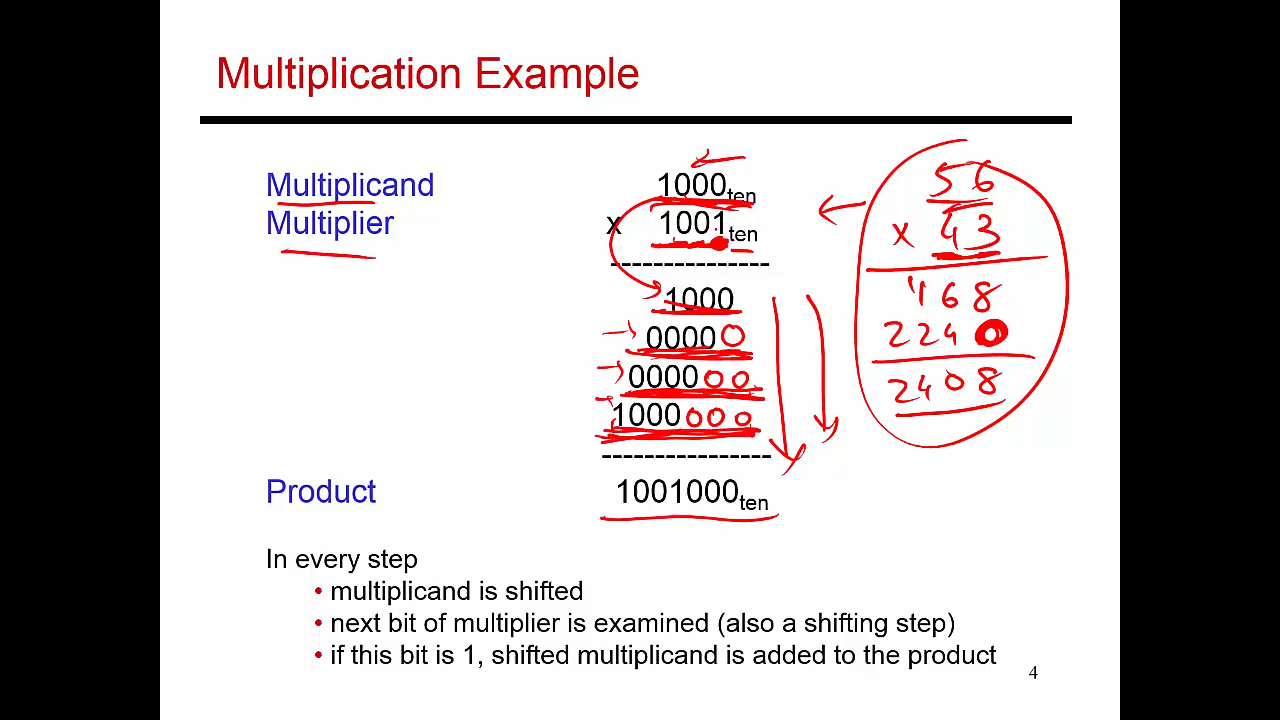 Multiplication Example
Multiplicand 1000ten
Multiplier x 1001ten
---------------
1000
00000
000000
1000000
----------------
Product 1001000ten
In every step
• multiplicand is shifted
• next bit of multiplier is examined (also a shifting step)
• if this bit is 1, shifted multiplicand is added to the product
4
56
x 43
168
2240
2408